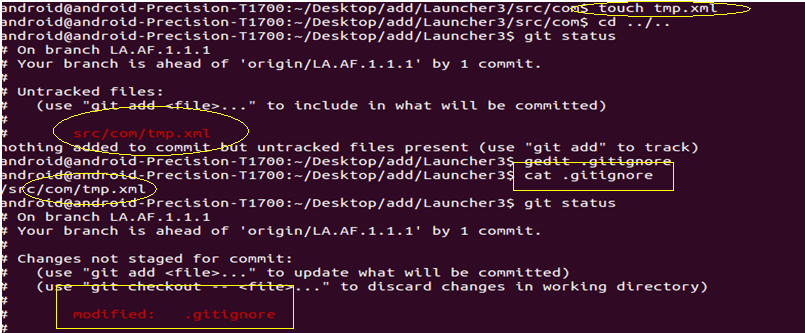 android@android-Precision-T1700:~/Desktop/add/Launcher3/src/com$ touch tmp.xml
android@android-Precision-T1700:~/Desktop/add/Launcher3/src/com$ cd ../..
android@android-Precision-T1700:~/Desktop/add/Launcher3$ git status
# On branch LA.AF.1.1.1
# Your branch is ahead of 'origin/LA.AF.1.1.1' by 1 commit.
#
# Untracked files:
#   (use "git add <file>..." to include in what will be committed)
#
#       src/com/tmp.xml
nothing added to commit but untracked files present (use "git add" to track)
android@android-Precision-T1700:~/Desktop/add/Launcher3$ gedit .gitignore
android@android-Precision-T1700:~/Desktop/add/Launcher3$ cat .gitignore
/src/com/tmp.xml
android@android-Precision-T1700:~/Desktop/add/Launcher3$ git status
# On branch LA.AF.1.1.1
# Your branch is ahead of 'origin/LA.AF.1.1.1' by 1 commit.
#
# Changes not staged for commit:
#   (use "git add <file>..." to update what will be committed)
#   (use "git checkout -- <file>..." to discard changes in working directory)
#
#       modified:   .gitignore
#